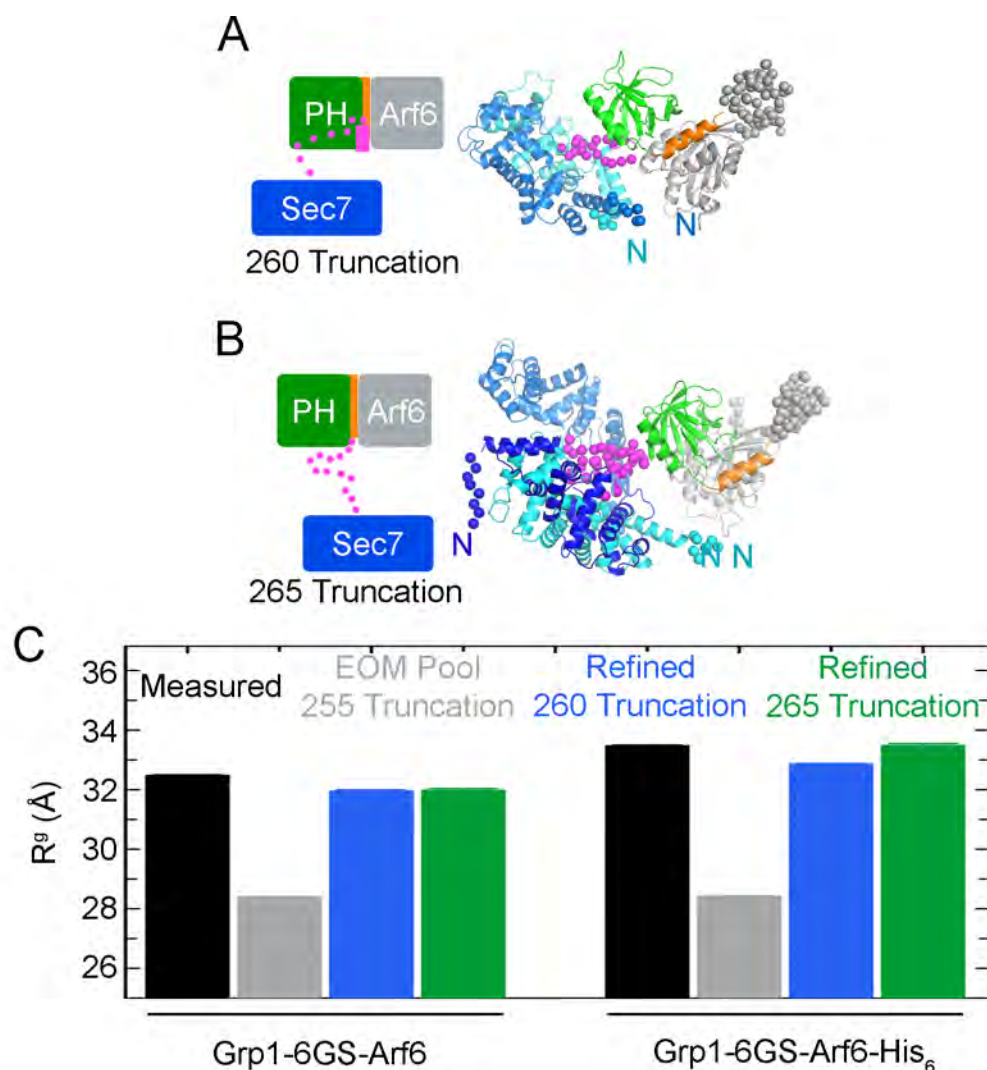 A
PH Arf6
Sec7
260 Truncation
N N
B
PH Arf6
Sec7
265 Truncation
N N N
C
Measured
EOM Pool
255 Truncation
Refined
260 Truncation
Refined
265 Truncation
Rg (Å)
36
34
32
30
28
26
Grp1-6GS-Arf6
Grp1-6GS-Arf6-His6